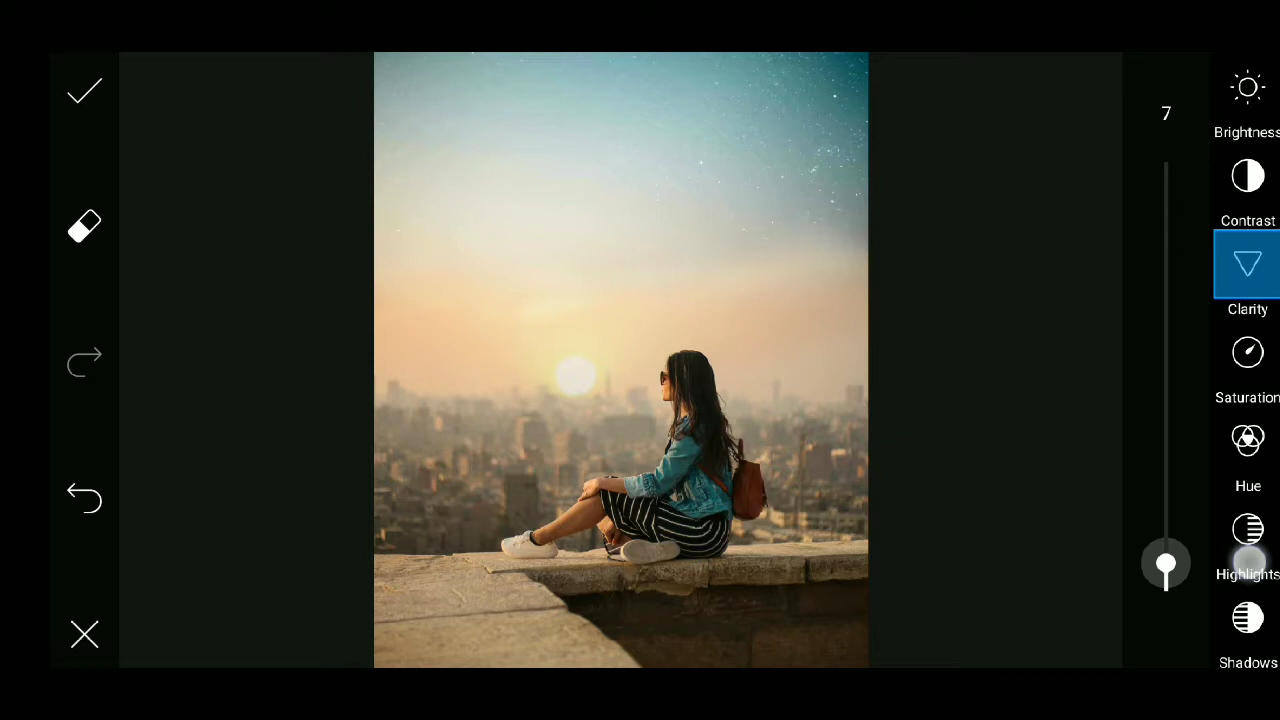 7
Brightness
Contrast
Clarity
Saturation
Hue
Highlights
Shadows